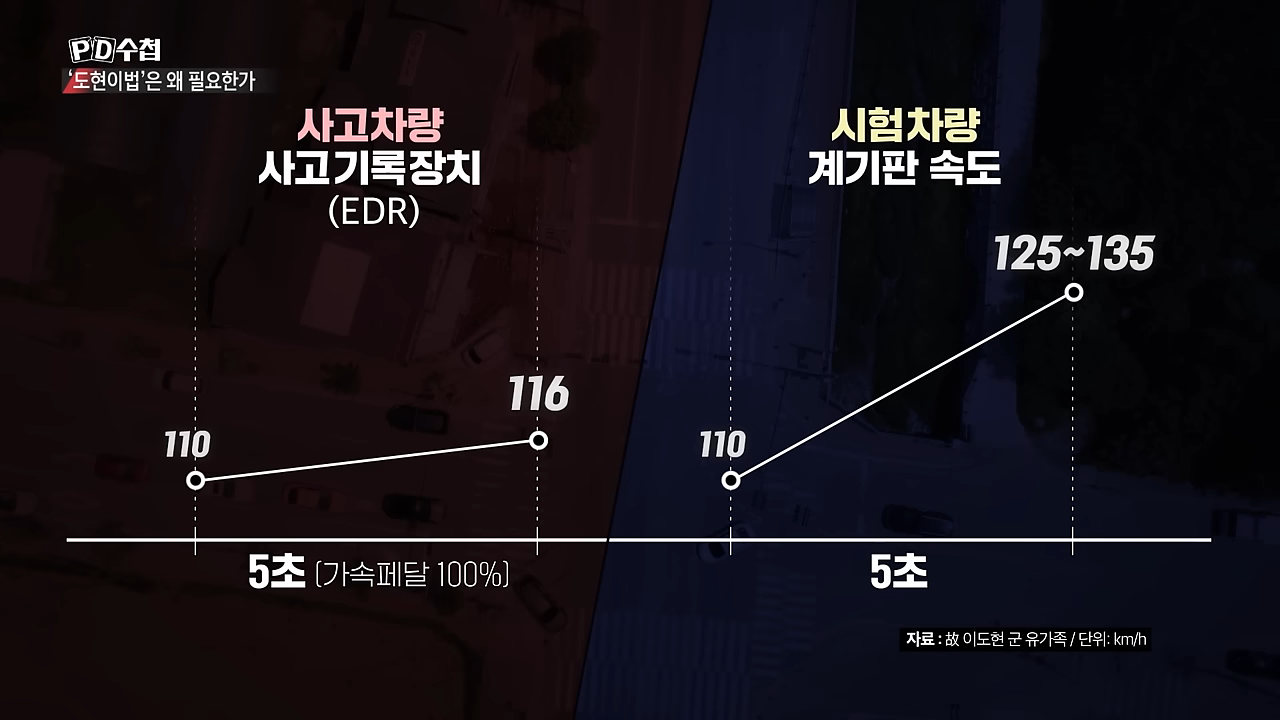 PD수첩
‘도현이법’은 왜 필요한가
사고차량
사고기록장치
(EDR)
110
116
5초 (가속페달 100%)
시험차량
계기판 속도
110
125~135
5초
자료 : 故 이도현 군 유가족 / 단위: km/h